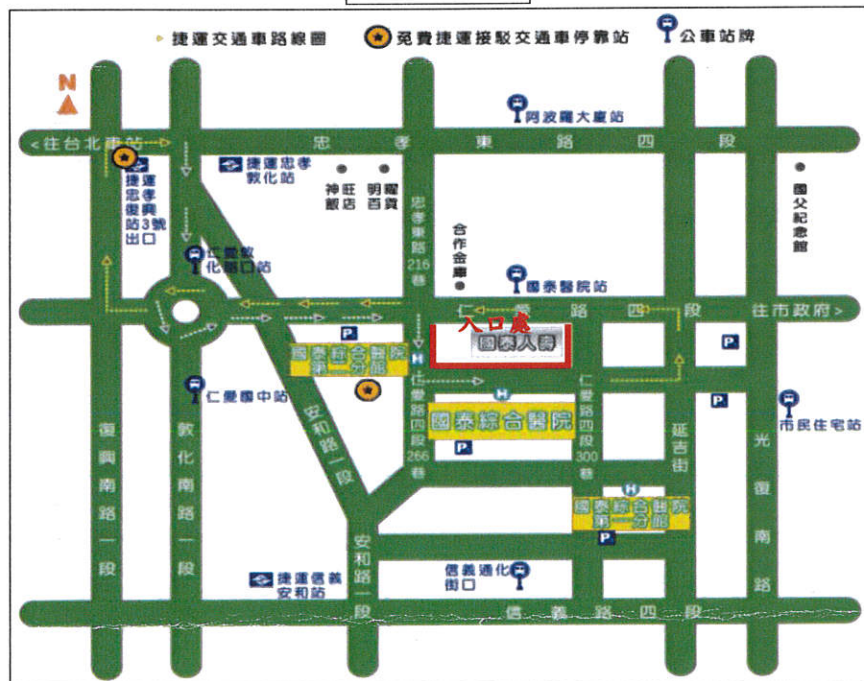 捷運交通車路線圖
免費捷運接駁交通車停靠站
公車站牌
N
阿波羅大廈站
<往台北車站
忠孝東路四段
捷運忠孝
復興
站3號
出口
捷運忠孝
敦化站
神旺
飯店
明曜
百貨
忠孝東路216巷
合作金庫
國父紀念館
仁愛敦
化路口站
國泰醫院站
仁愛路四段
往市政府>
入口處
國泰人壽
P
國泰綜合醫院
第一分館
H
P
仁愛國中站
仁愛路四段266巷
H
仁愛路四段300巷
P
市民住宅站
國泰綜合醫院
P
安和路一段
復興南路一段
敦化南路一段
延吉街
光復南路
H
國泰綜合醫院
第一分館
P
安和路一段
捷運信義
安和站
信義通化
街口
信義路四段